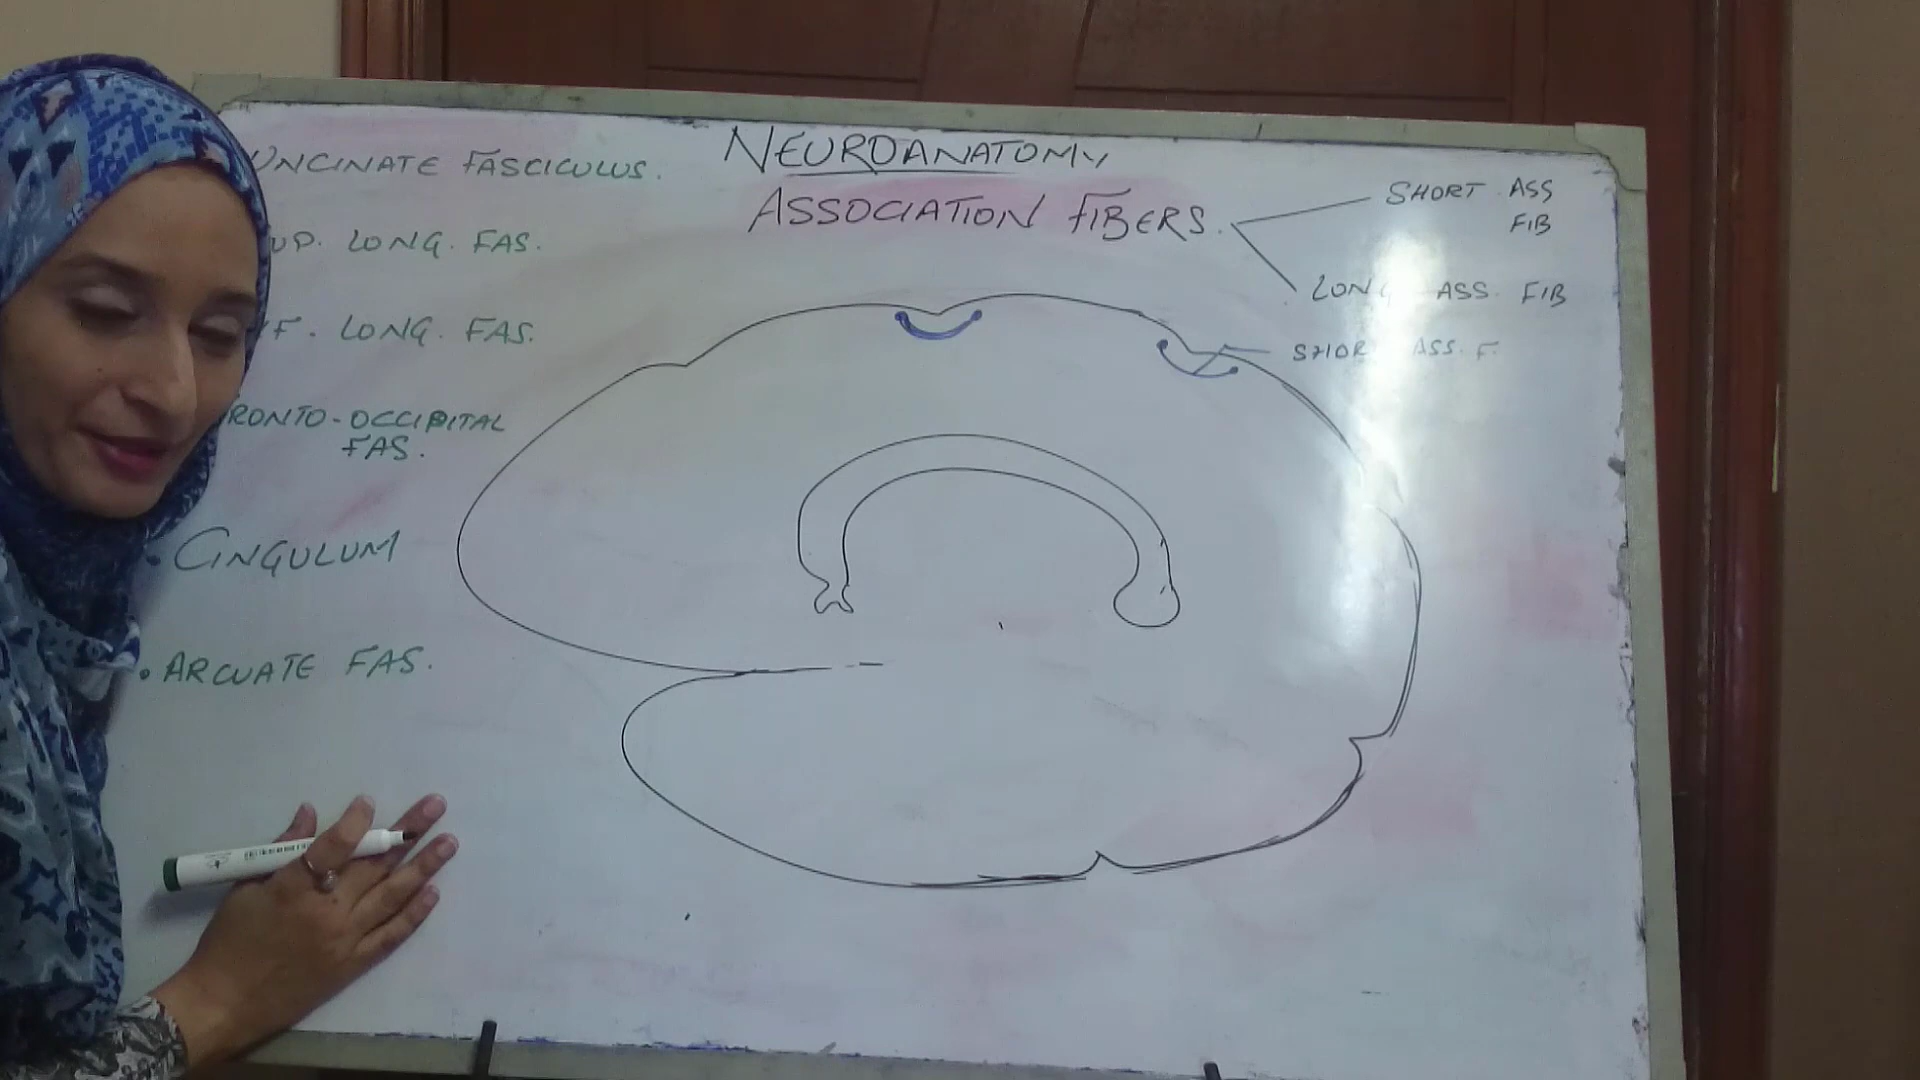 NEUROANATOMY
ASSOCIATION FIBERS.
SHORT ASS
FIB
LONG ASS. FIB
SHORT ASS. F.
UNCINATE FASCICULUS.
UP. LONG. FAS.
F. LONG. FAS.
RONTO-OCCIPITAL
FAS.
• CINGULUM
• ARCUATE FAS.